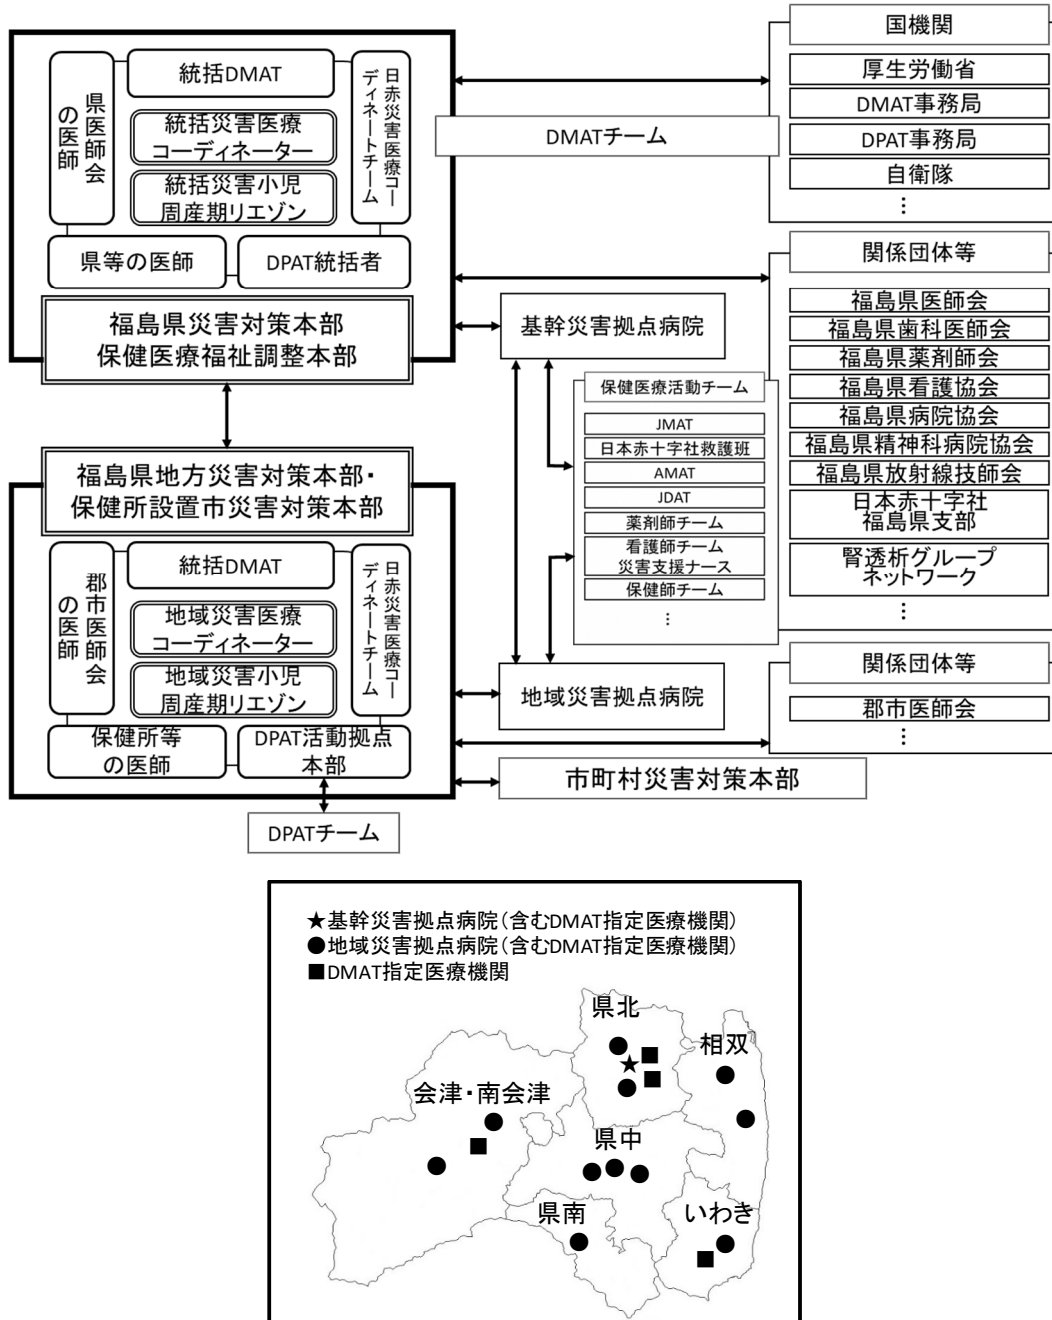 県医師会
の医師
統括DMAT
日赤災害医療コー
ディネートチーム
統括災害医療
コーディネーター
統括災害小児
周産期リエゾン
県等の医師
DPAT統括者
福島県災害対策本部
保健医療福祉調整本部
DMATチーム
国機関
厚生労働省
DMAT事務局
DPAT事務局
自衛隊
⋮
関係団体等
福島県医師会
福島県歯科医師会
福島県薬剤師会
福島県看護協会
福島県病院協会
福島県精神科病院協会
福島県放射線技師会
日本赤十字社
福島県支部
腎透析グループ
ネットワーク
⋮
基幹災害拠点病院
保健医療活動チーム
JMAT
日本赤十字社救護班
AMAT
JDAT
薬剤師チーム
看護師チーム
災害支援ナース
保健師チーム
⋮
福島県地方災害対策本部・
保健所設置市災害対策本部
郡市医師会
の医師
統括DMAT
日赤災害医療コー
ディネートチーム
地域災害医療
コーディネーター
地域災害小児
周産期リエゾン
保健所等
の医師
DPAT活動拠点
本部
地域災害拠点病院
関係団体等
郡市医師会
⋮
市町村災害対策本部
DPATチーム
★基幹災害拠点病院(含むDMAT指定医療機関)
●地域災害拠点病院(含むDMAT指定医療機関)
■DMAT指定医療機関
県北
相双
会津・南会津
県中
県南
いわき